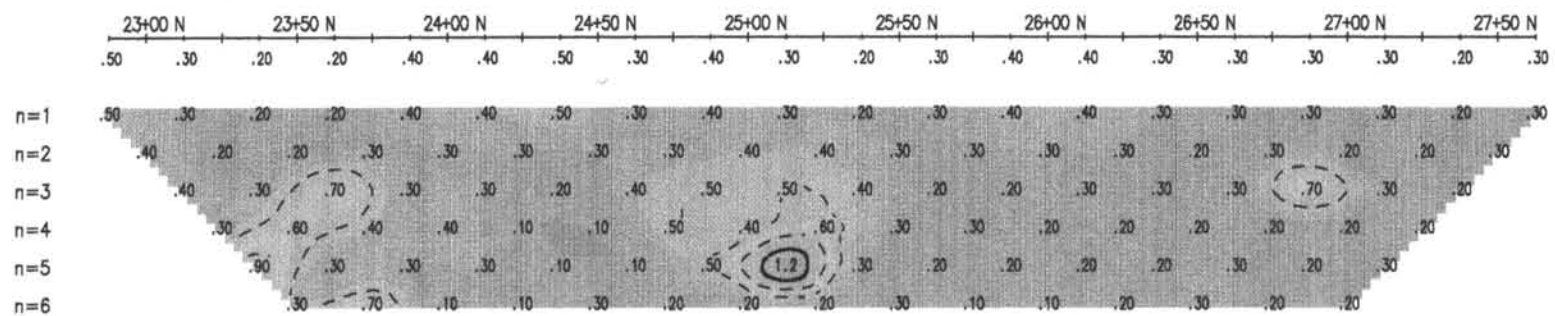 23+00 N 23+50 N 24+00 N 24+50 N 25+00 N 25+50 N 26+00 N 26+50 N 27+00 N 27+50 N
.50 .30 .20 .20 .40 .40 .50 .30 .40 .30 .20 .30 .40 .40 .20 .30 .30 .30 .20 .30
n=1 .50 .30 .20 .20 .40 .40 .50 .30 .40 .30 .20 .30 .40 .40 .20 .30 .30 .30 .20 .30
n=2 .40 .20 .20 .30 .30 .30 .30 .30 .40 .40 .30 .30 .30 .30 .20 .30 .20 .20 .30
n=3 .40 .30 .70 .30 .30 .20 .40 .50 .50 .20 .20 .20 .30 .20 .30 .70 .30 .20
n=4 .30 .60 .40 .40 .10 .10 .50 .40 .60 .30 .20 .20 .30 .20 .20 .20 .20
n=5 .90 .30 .30 .30 .10 .10 .50 1.2 .30 .20 .20 .20 .20 .20 .20 .30
n=6 .30 .70 .10 .10 .30 .20 .20 .20 .30 .10 .10 .20 .30 .20 .20